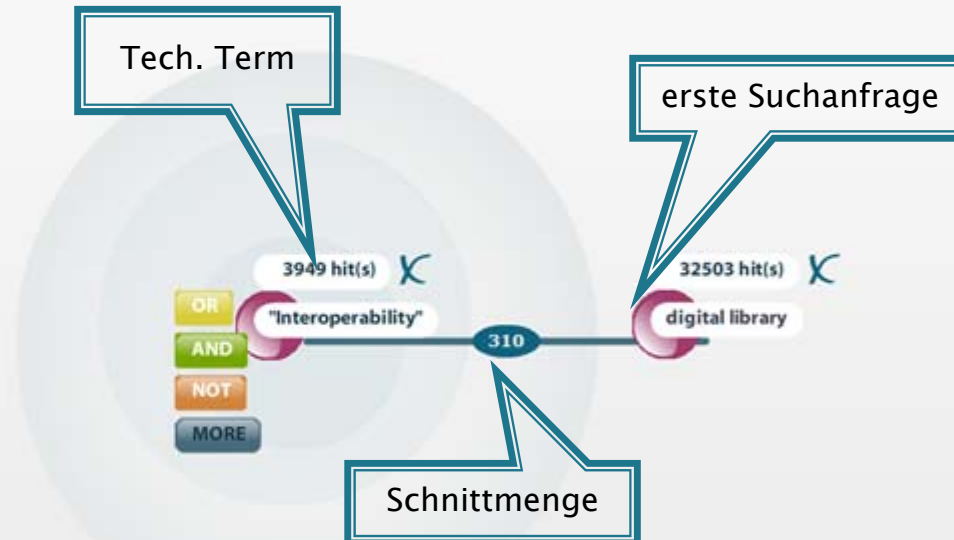 Tech. Term
erste Suchanfrage
3949 hit(s)
32503 hit(s)
OR
"Interoperability"
digital library
310
AND
NOT
MORE
Schnittmenge